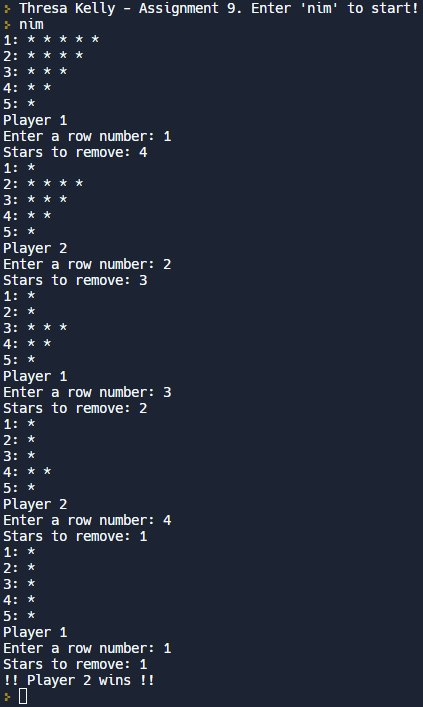 > Thresa Kelly - Assignment 9. Enter 'nim' to start!
> nim
1: * * * * *
2: * * * *
3: * * *
4: * *
5: *
Player 1
Enter a row number: 1
Stars to remove: 4
1: *
2: * * * *
3: * * *
4: * *
5: *
Player 2
Enter a row number: 2
Stars to remove: 3
1: *
2: *
3: * * *
4: * *
5: *
Player 1
Enter a row number: 3
Stars to remove: 2
1: *
2: *
3: *
4: * *
5: *
Player 2
Enter a row number: 4
Stars to remove: 1
1: *
2: *
3: *
4: *
5: *
Player 1
Enter a row number: 1
Stars to remove: 1
!! Player 2 wins !!
>